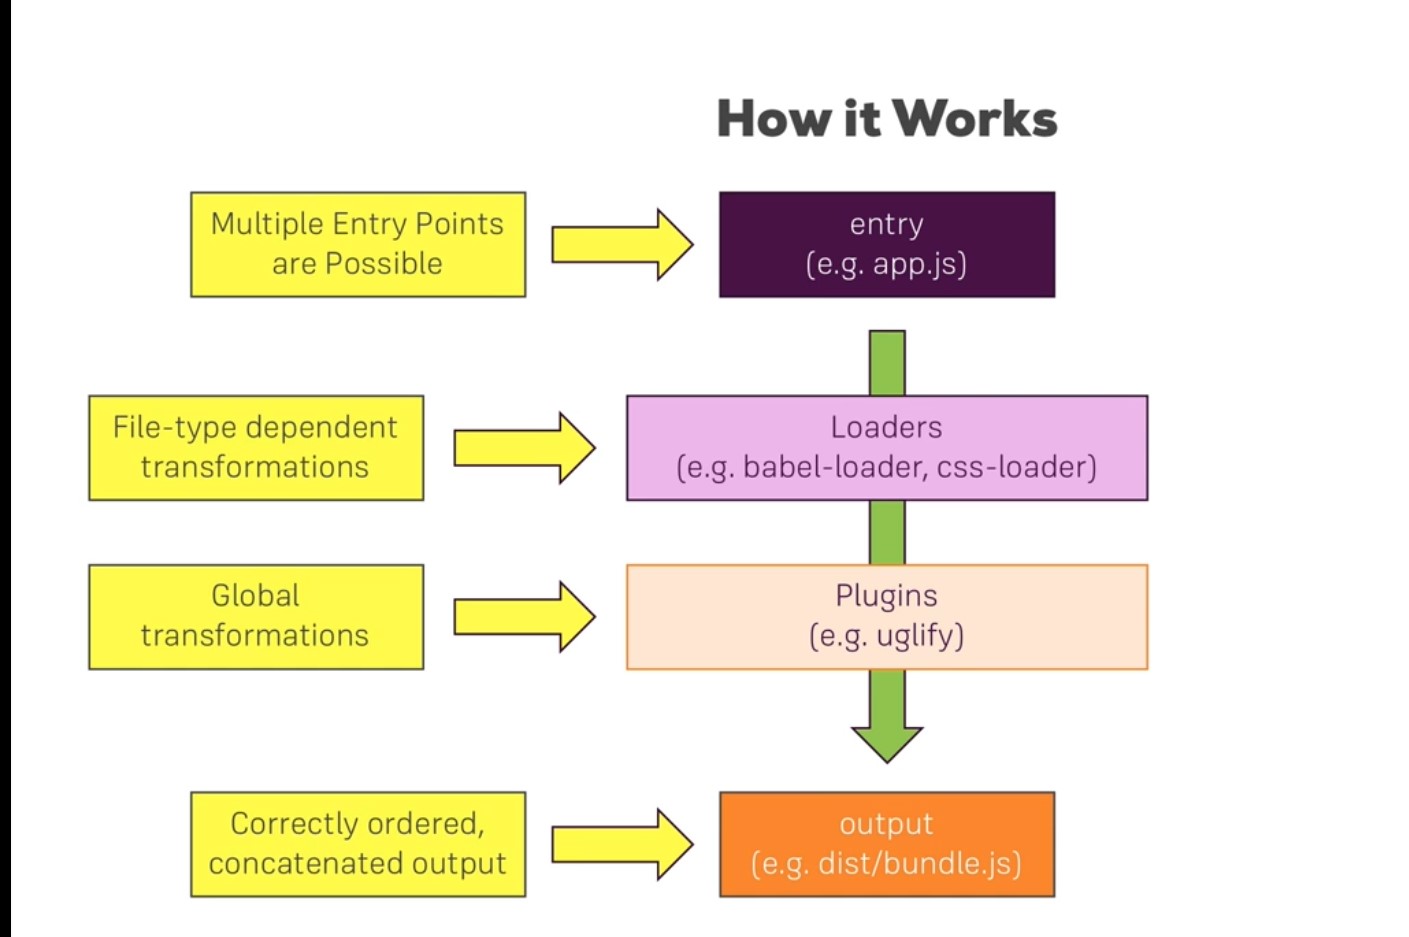 How it Works
Multiple Entry Points
are Possible
entry
(e.g. app.js)
File-type dependent
transformations
Loaders
(e.g. babel-loader, css-loader)
Global
transformations
Plugins
(e.g. uglify)
Correctly ordered,
concatenated output
output
(e.g. dist/bundle.js)